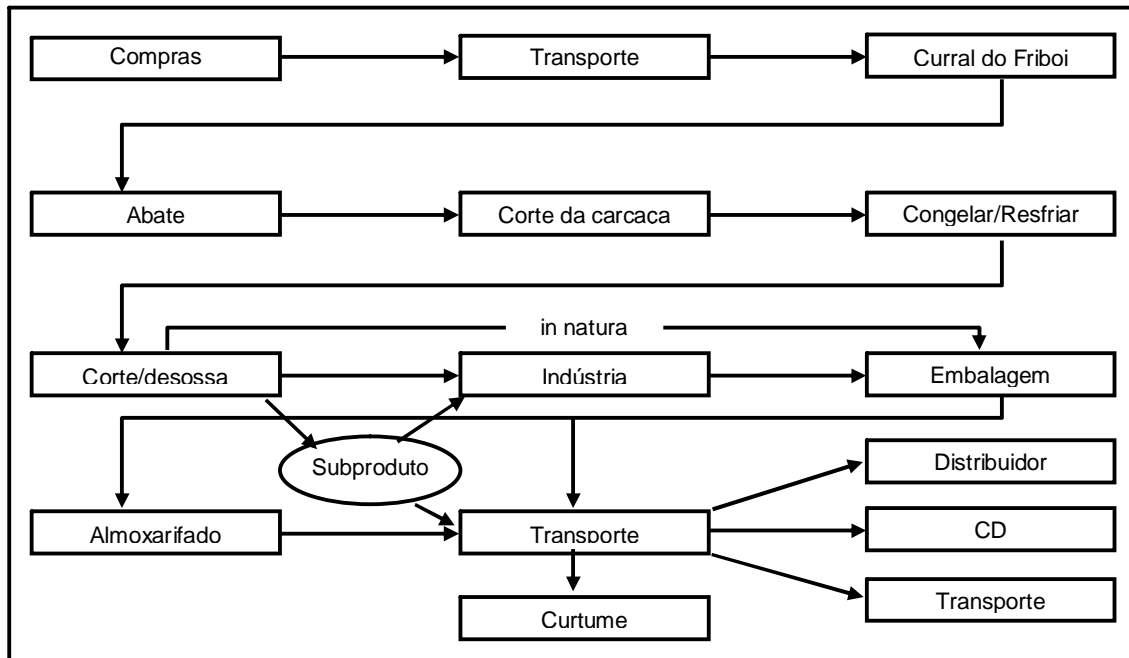 Compras
Transporte
Curral do Friboi
Abate
Corte da carcaca
Congelar/Resfriar
in natura
Corte/desossa
Indústria
Embalagem
Subproduto
Distribuidor
Almoxarifado
Transporte
CD
Transporte
Curtume